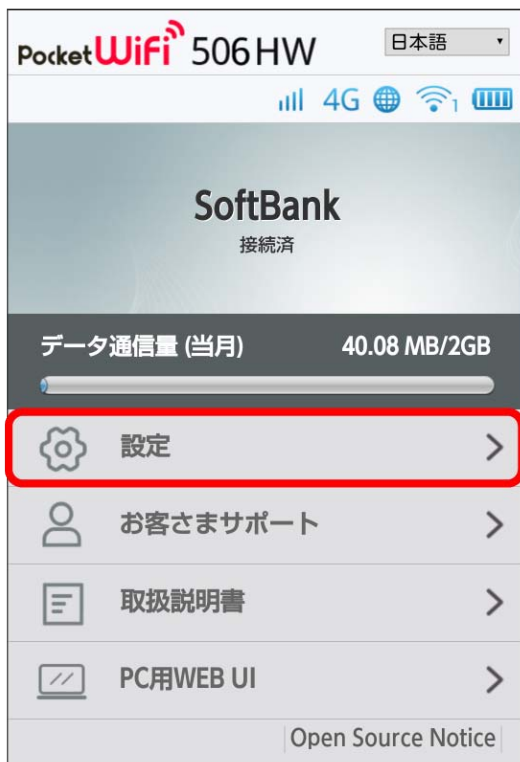 Pocket WiFi 506HW 日本語
4G 1
SoftBank
接続済
データ通信量 (当月) 40.08 MB/2GB
設定
お客さまサポート
取扱説明書
PC用WEB UI
Open Source Notice